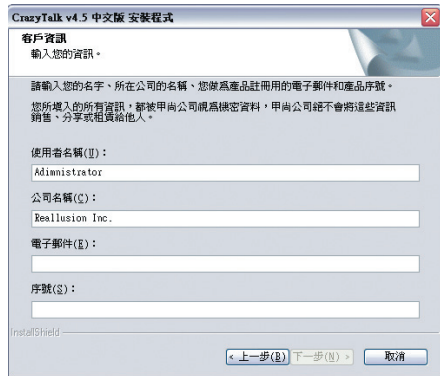 CrazyTalk v4.5 中文版 安裝程式
客戶資訊
輸入您的資訊。
請輸入您的名字、所在公司的名稱、您做為產品註冊用的電子郵件和產品序號。
您所填入的所有資訊，都被甲尚公司視為機密資料，甲尚公司絕不會將這些資訊
銷售、分享或租賃給他人。
使用者名稱(U)：
Adimnistrator
公司名稱(C)：
Reallusion Inc.
電子郵件(E)：
序號(S)：
InstallShield
< 上一步(B) 下一步(N) > 取消